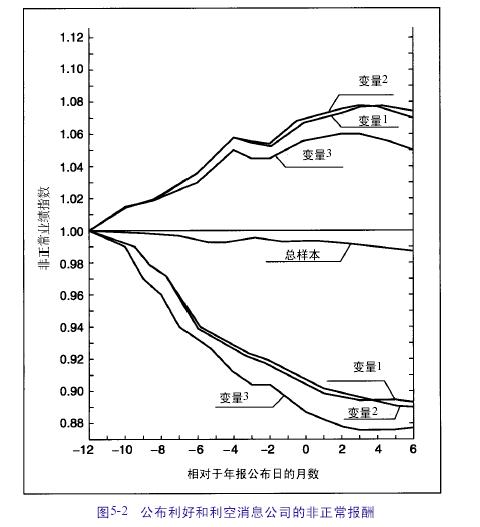 1.12
1.10
1.08
1.06
1.04
1.02
1.00
0.98
0.96
0.94
0.92
0.90
0.88
非正常业绩指数
变量2
变量1
变量3
总样本
变量1
变量3
变量2
-12 -10 -8 -6 -4 -2 0 2 4 6
相对于年报公布日的月数
图5-2 公布利好和利空消息公司的非正常报酬